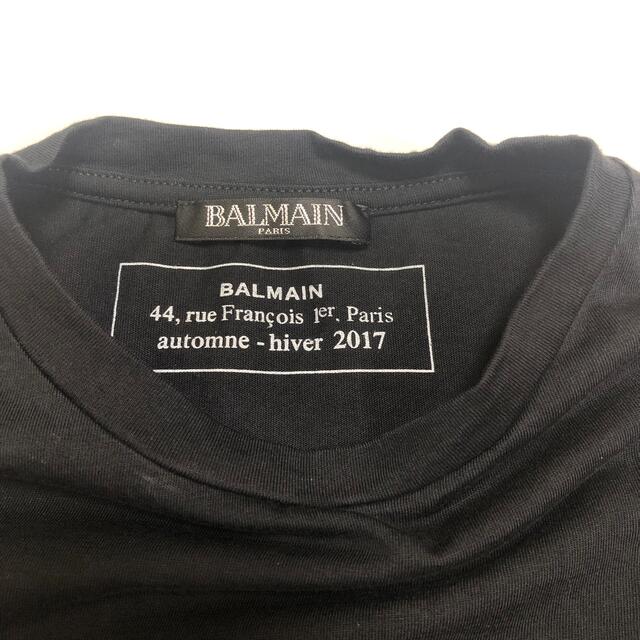 BALMAIN
PARIS
BALMAIN
44, rue François 1er. Paris
automne - hiver 2017